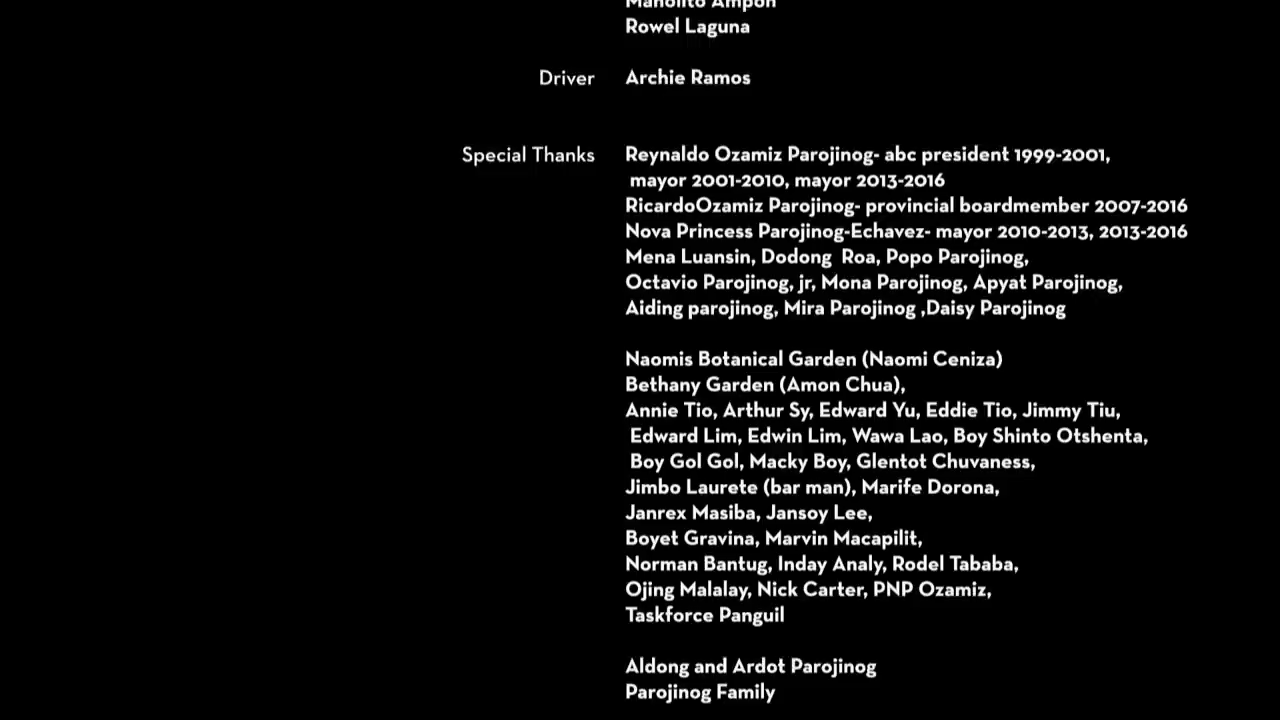 Manolito Ampon
Rowel Laguna
Driver Archie Ramos
Special Thanks Reynaldo Ozamiz Parojinog- abc president 1999-2001,
mayor 2001-2010, mayor 2013-2016
RicardoOzamiz Parojinog- provincial boardmember 2007-2016
Nova Princess Parojinog-Echavez- mayor 2010-2013, 2013-2016
Mena Luansin, Dodong Roa, Popo Parojinog,
Octavio Parojinog, jr, Mona Parojinog, Apyat Parojinog,
Aiding parojinog, Mira Parojinog ,Daisy Parojinog
Naomis Botanical Garden (Naomi Ceniza)
Bethany Garden (Amon Chua),
Annie Tio, Arthur Sy, Edward Yu, Eddie Tio, Jimmy Tiu,
Edward Lim, Edwin Lim, Wawa Lao, Boy Shinto Otshenta,
Boy Gol Gol, Macky Boy, Glentot Chuvaness,
Jimbo Laurete (bar man), Marife Dorona,
Janrex Masiba, Jansoy Lee,
Boyet Gravina, Marvin Macapilit,
Norman Bantug, Inday Analy, Rodel Tababa,
Ojing Malalay, Nick Carter, PNP Ozamiz,
Taskforce Panguil
Aldong and Ardot Parojinog
Parojinog Family